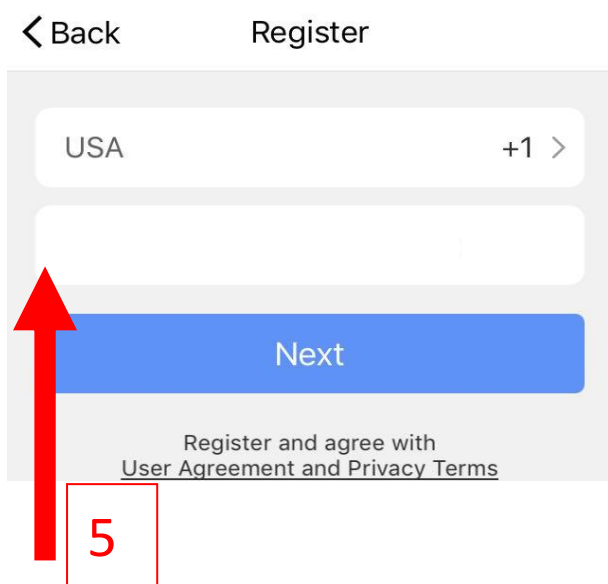 Back Register
USA +1
Next
Register and agree with
User Agreement and Privacy Terms
5